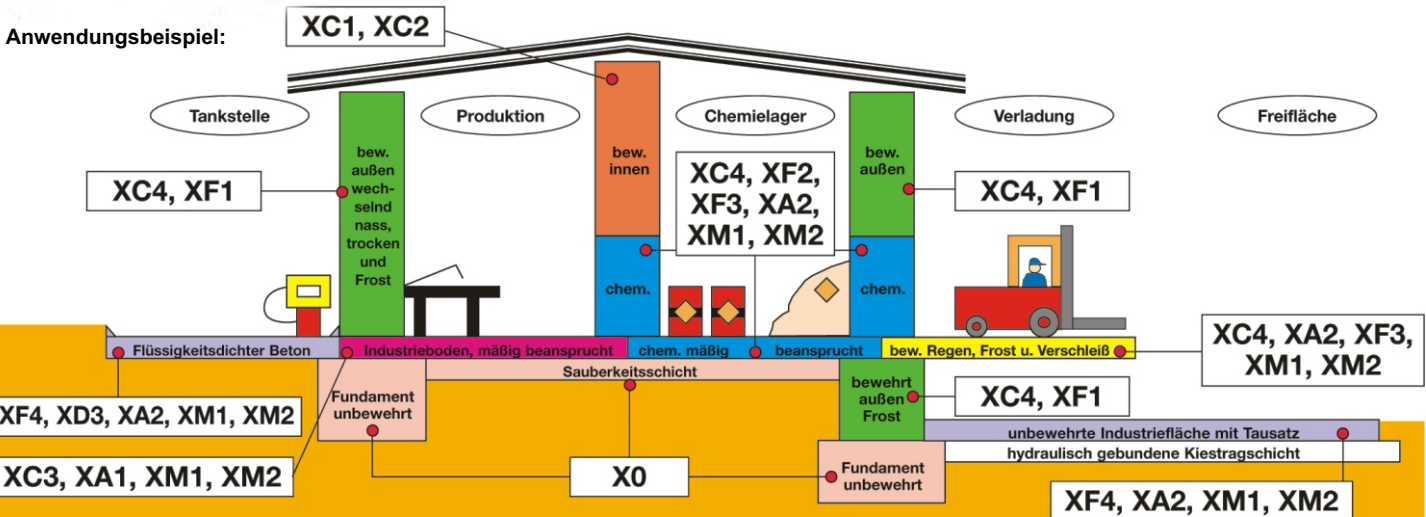 Anwendungsbeispiel:
XC1, XC2
Tankstelle
Produktion
Chemielager
Verladung
Freifläche
bew.
außen
wech-
selnd
nass,
trocken
und
Frost
bew.
innen
bew.
außen
XC4, XF1
XC4, XF2,
XF3, XA2,
XM1, XM2
XC4, XF1
chem.
chem.
Flüssigkeitsdichter Beton
Industrieboden, mäßig beansprucht
chem. mäßig
beansprucht
bew. Regen, Frost u. Verschleiß
XC4, XA2, XF3,
XM1, XM2
Sauberkeitsschicht
Fundament
unbewehrt
bewehrt
außen
Frost
XC4, XF1
XF4, XD3, XA2, XM1, XM2
unbewehrte Industriefläche mit Tausatz
hydraulisch gebundene Kiestragschicht
XC3, XA1, XM1, XM2
X0
Fundament
unbewehrt
XF4, XA2, XM1, XM2